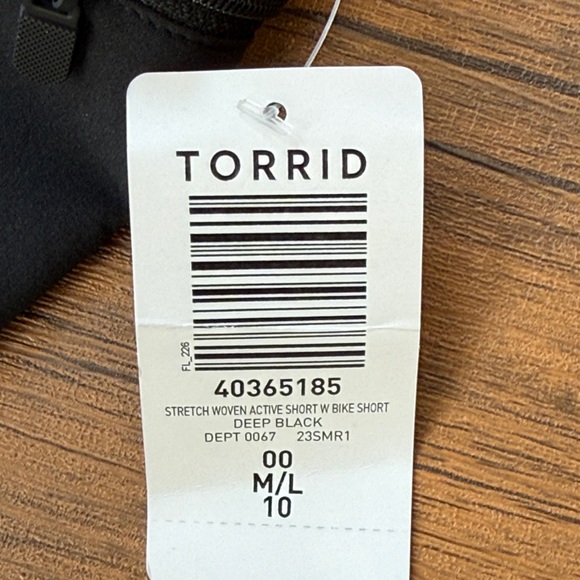 TORRID
FL_226
40365185
STRETCH WOVEN ACTIVE SHORT W BIKE SHORT
DEEP BLACK
DEPT 0067 23SMR1
00
M/L
10